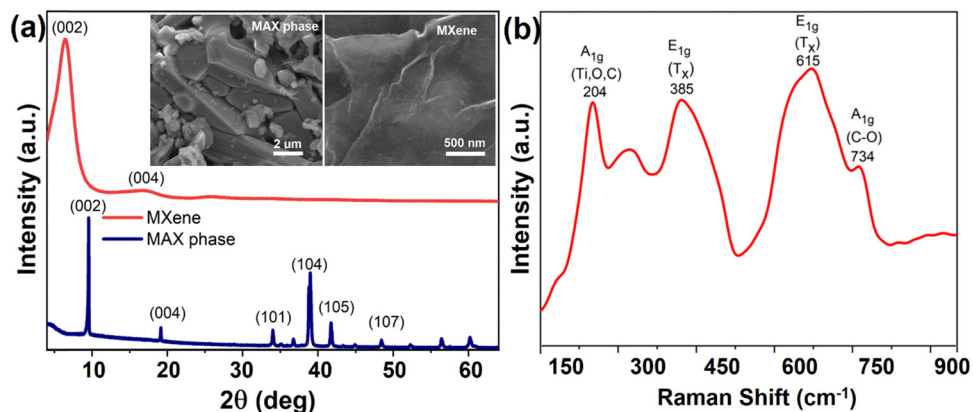 (a)
(002)
MAX phase
2 µm
MXene
500 nm
(004)
(002)
MXene
MAX phase
(004)
(101)
(104)
(105)
(107)
10 20 30 40 50 60
2θ (deg)
Intensity (a.u.)
(b)
A1g
(Ti,O,C)
204
E1g
(TX)
385
E1g
(TX)
615
A1g
(C-O)
734
150 300 450 600 750 900
Raman Shift (cm-1)
Intensity (a.u.)